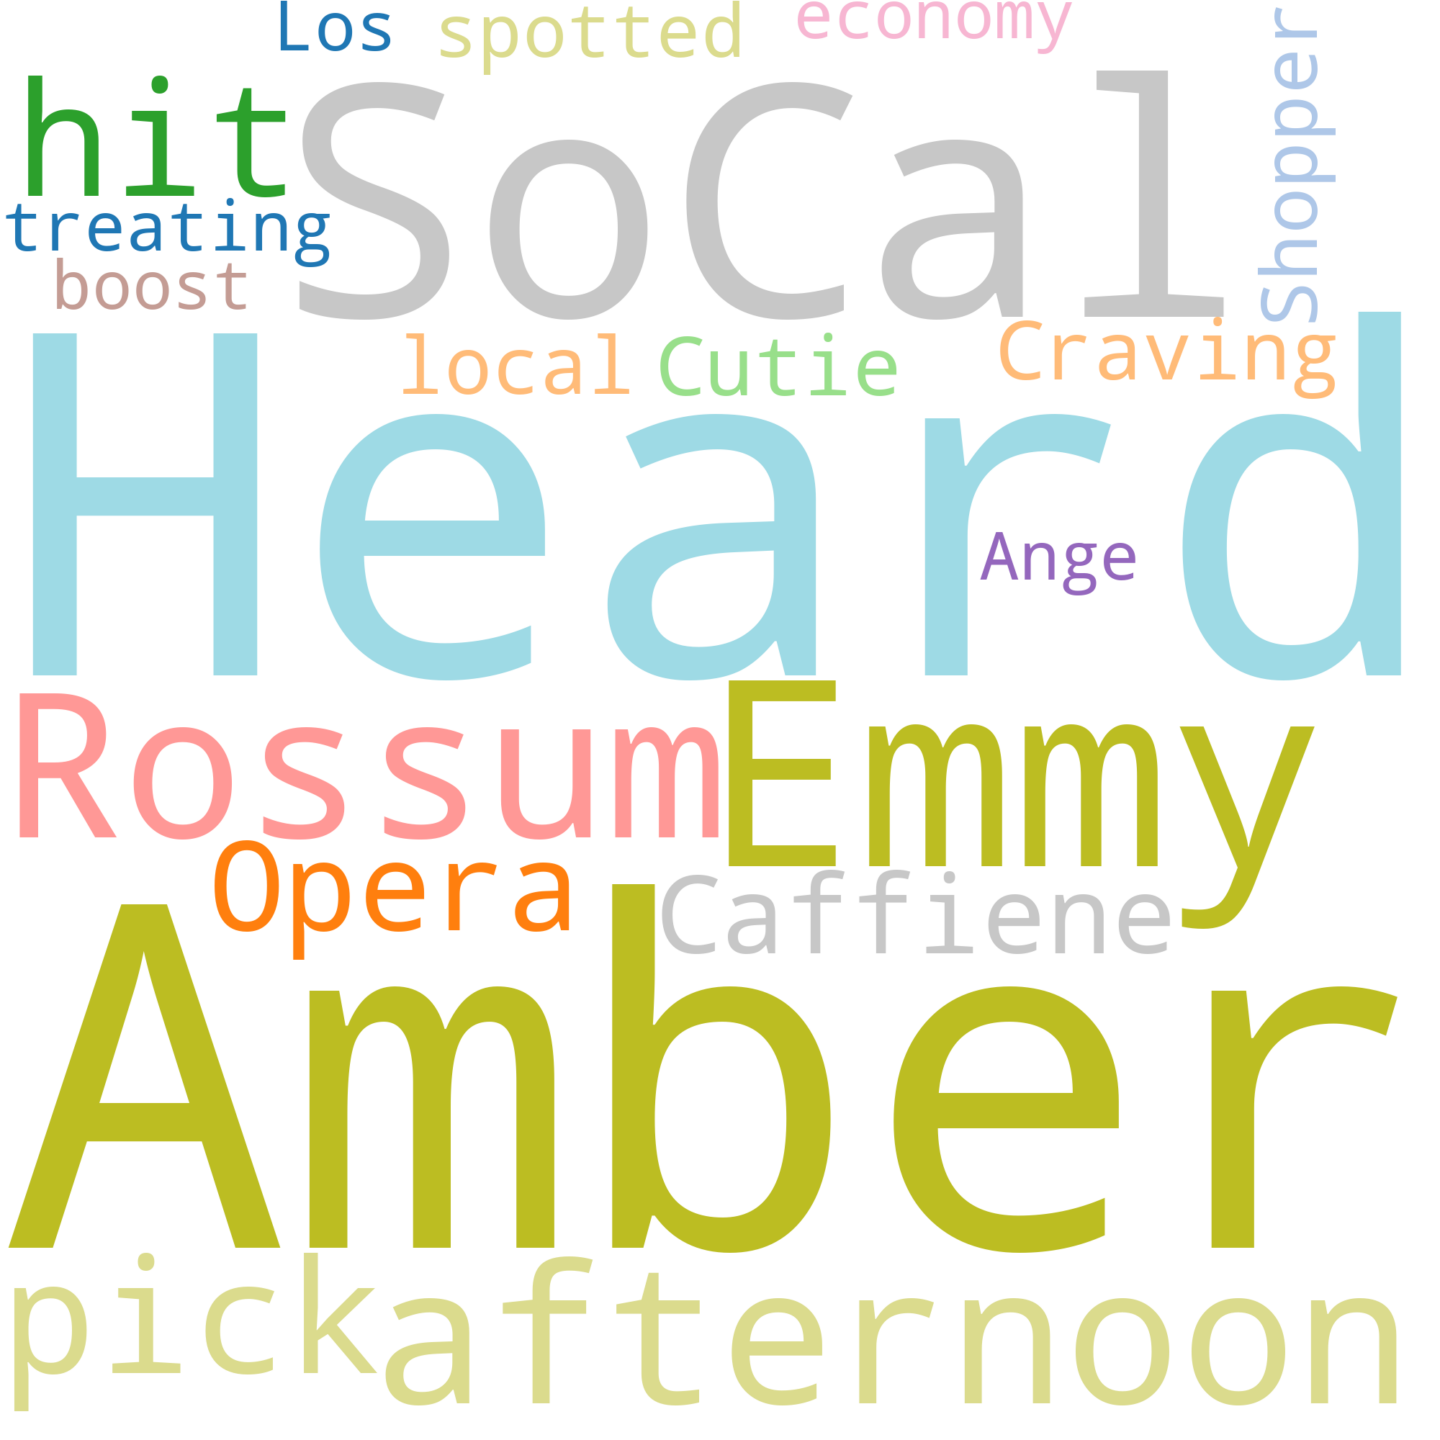 Los
spotted
economy
Shopper
hit
SoCal
treating
boost
local
Cutie
Craving
Heard
Ange
Rossum
Emmy
Opera
Caffiene
Amber
pick
afternoon